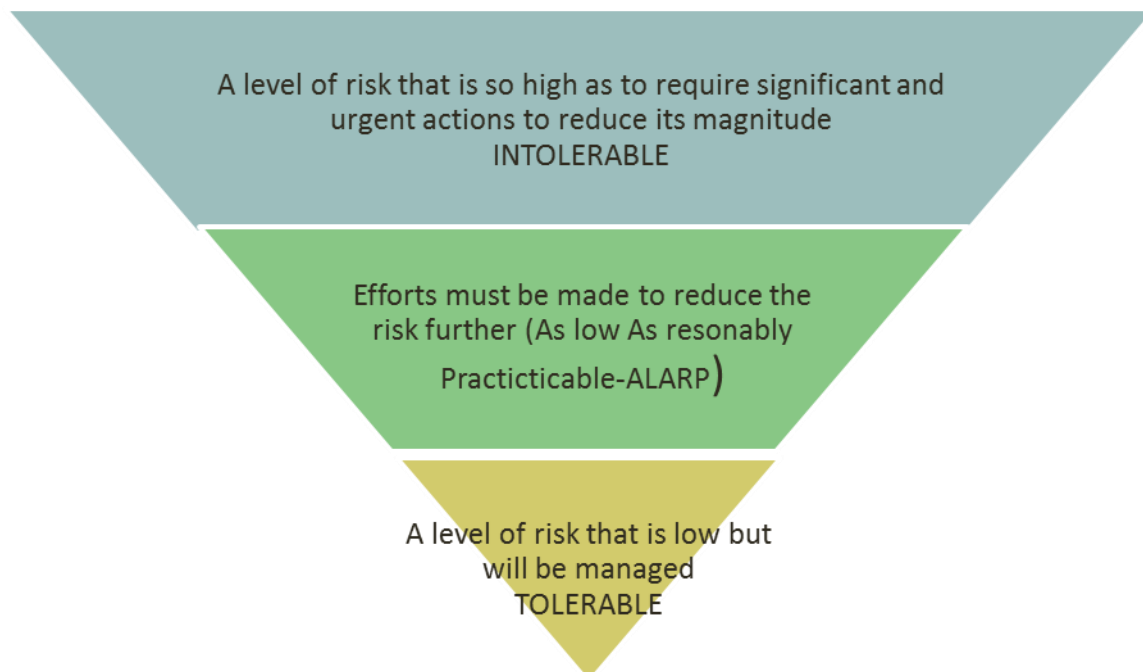 A level of risk that is so high as to require significant and
urgent actions to reduce its magnitude
INTOLERABLE
Efforts must be made to reduce the
risk further (As low As resonably
Practicticable-ALARP)
A level of risk that is low but
will be managed
TOLERABLE